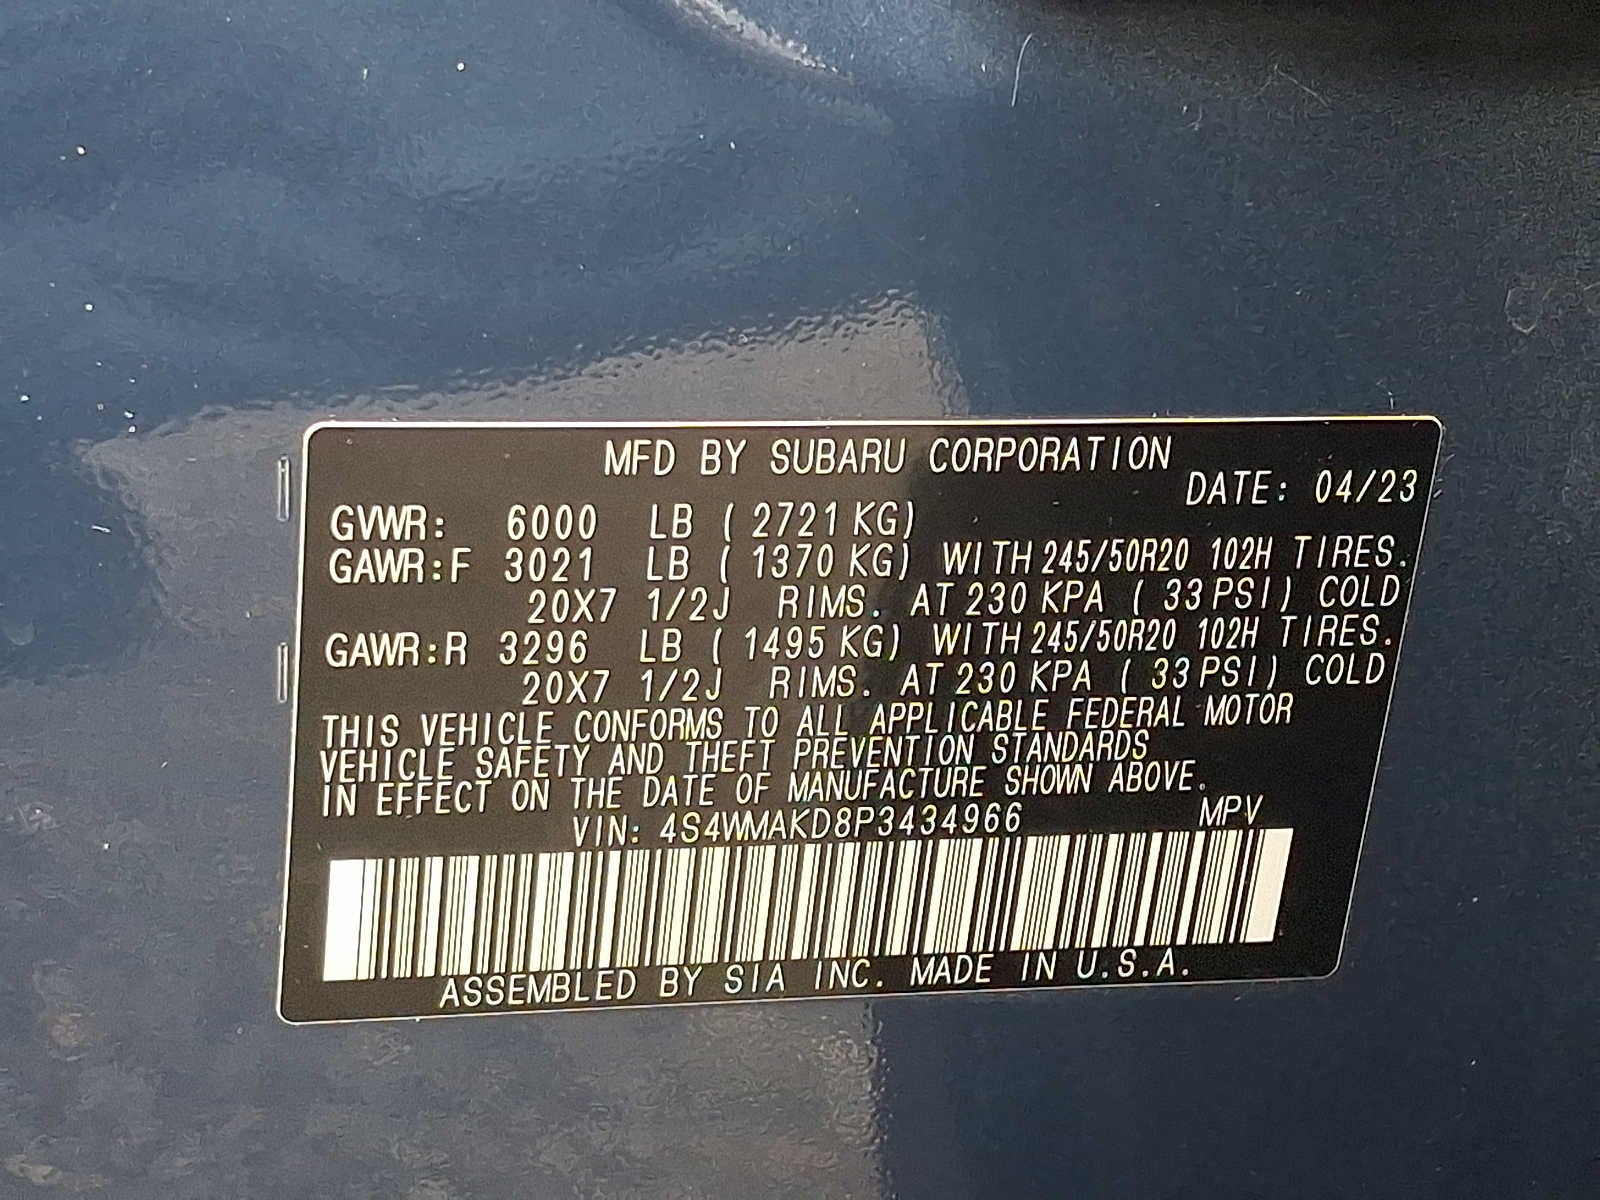 MFD BY SUBARU CORPORATION
DATE: 04/23
GVWR: 6000 LB (2721 KG)
GAWR:F 3021 LB (1370 KG) WITH 245/50R20 102H TIRES.
20X7 1/2J RIMS. AT 230 KPA (33 PSI) COLD
GAWR:R 3296 LB (1495 KG) WITH 245/50R20 102H TIRES.
20X7 1/2J RIMS. AT 230 KPA (33 PSI) COLD
THIS VEHICLE CONFORMS TO ALL APPLICABLE FEDERAL MOTOR
VEHICLE SAFETY AND THEFT PREVENTION STANDARDS
IN EFFECT ON THE DATE OF MANUFACTURE SHOWN ABOVE.
VIN: 4S4WMAKD8P3434966 MPV
ASSEMBLED BY SIA INC. MADE IN U.S.A.